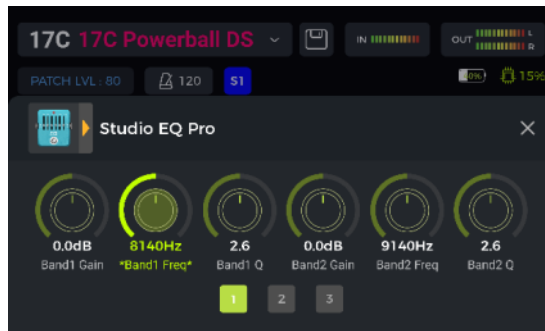 17C 17C Powerball DS IN OUT L
R
PATCH LVL: 80 120 S1 0% 15%
Studio EQ Pro
0.0dB 8140Hz 2.6 0.0dB 9140Hz 2.6
Band1 Gain *Band1 Freq* Band1 Q Band2 Gain Band2 Freq Band2 Q
1 2 3